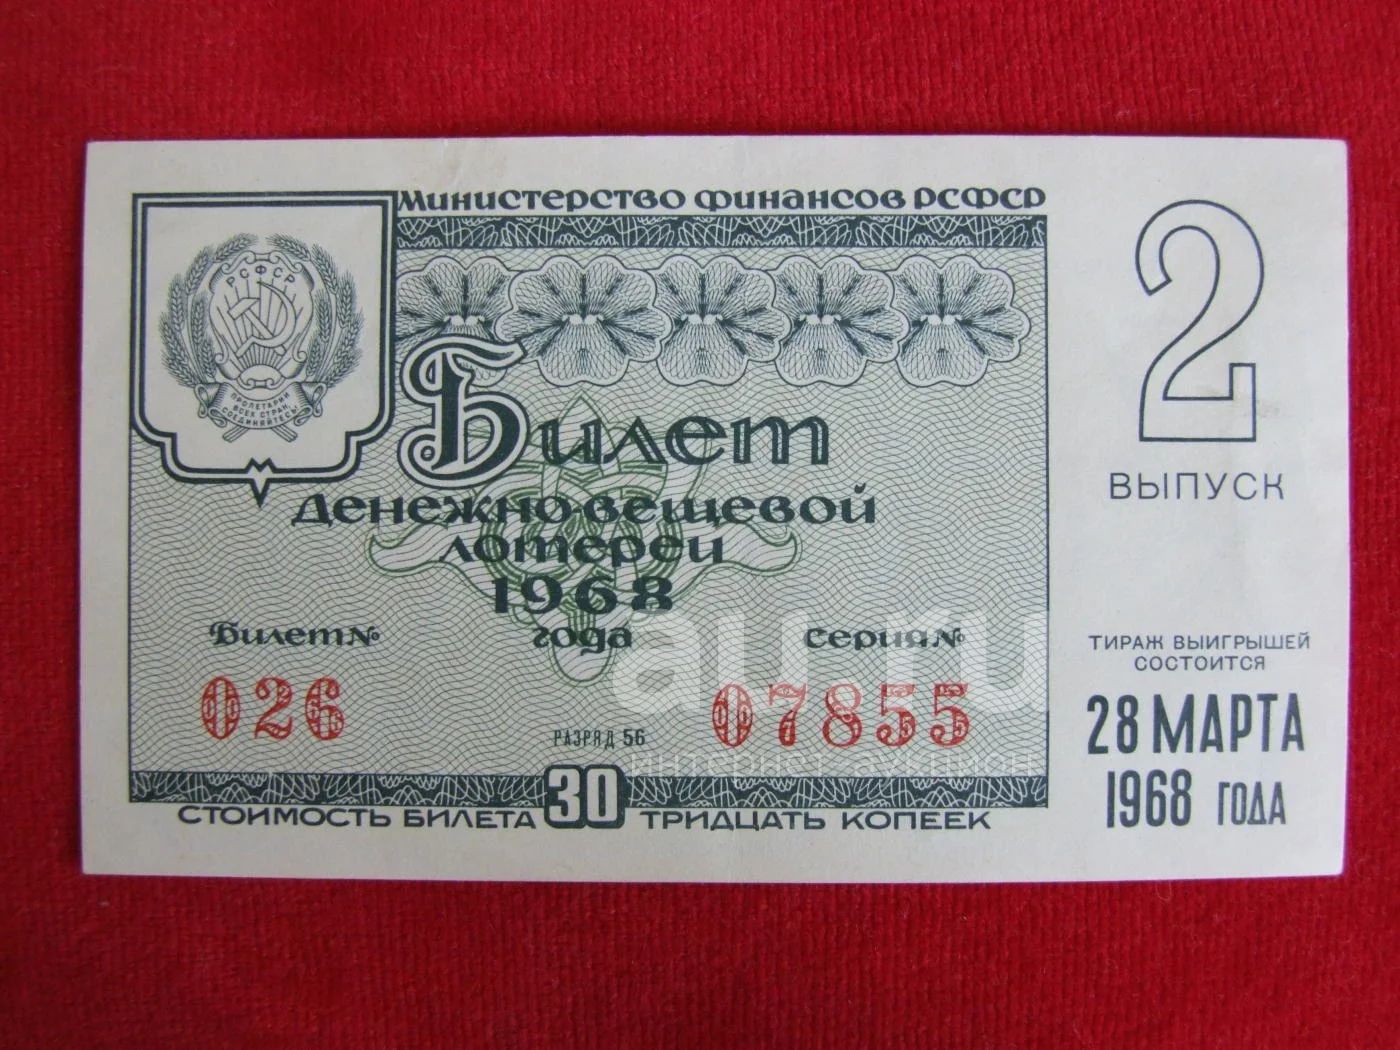 Министерство финансов РСФСР
РСФСР
ПРОЛЕТАРИИ
ВСЕХ СТРАН,
СОЕДИНЯЙТЕСЬ!
Билет
денежно-вещевой
лотереи
1968
года
Билет №
026
Серия №
07855
РАЗРЯД 56
СТОИМОСТЬ БИЛЕТА 30 ТРИДЦАТЬ КОПЕЕК
2
ВЫПУСК
ТИРАЖ ВЫИГРЫШЕЙ
СОСТОИТСЯ
28 МАРТА
1968 ГОДА
au.ru
интернет аукцион